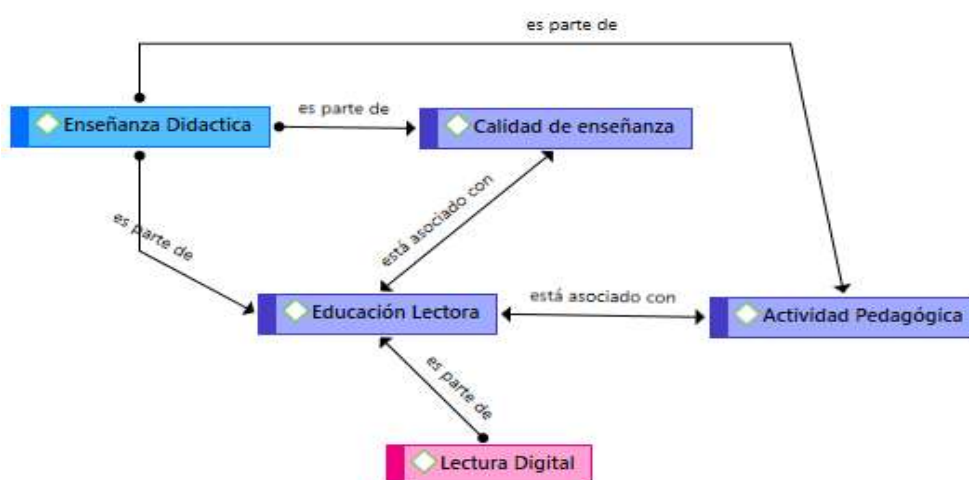 es parte de
Enseñanza Didactica
es parte de
Calidad de enseñanza
es parte de
está asociado con
Educación Lectora
está asociado con
Actividad Pedagógica
es parte de
Lectura Digital